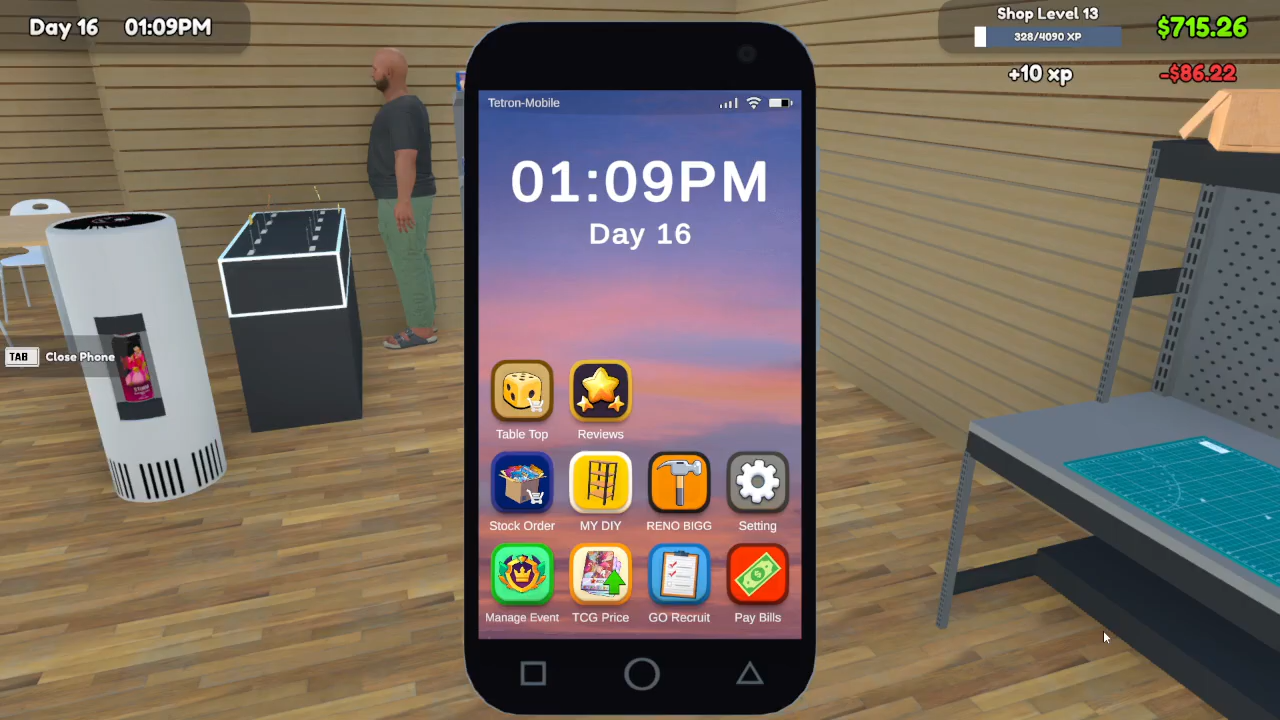 Day 16 01:09PM
Shop Level 13
$715.26
328/4090 XP
+10 xp
-$86.22
Tetron-Mobile
01:09PM
Day 16
TAB Close Phone
Table Top
Reviews
Stock Order
MY DIY
RENO BIGG
Setting
Manage Event
TCG Price
GO Recruit
Pay Bills